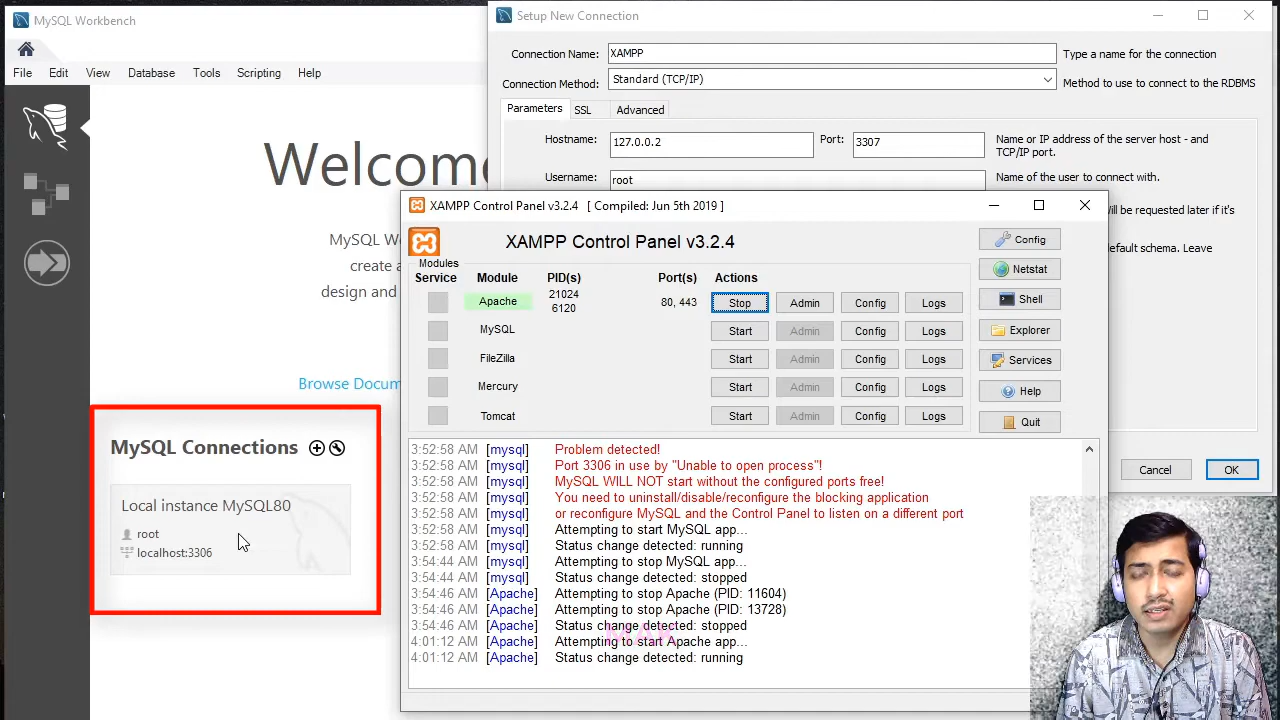 MySQL Workbench
File Edit View Database Tools Scripting Help
Welcome
MySQL Wo
create a
design and
Browse Docum
MySQL Connections
Local instance MySQL80
root
localhost:3306
Setup New Connection
Connection Name: XAMPP Type a name for the connection
Connection Method: Standard (TCP/IP) Method to use to connect to the RDBMS
Parameters SSL Advanced
Hostname: 127.0.0.2 Port: 3307 Name or IP address of the server host - and
TCP/IP port.
Username: root Name of the user to connect with.
ill be requested later if it's
efault schema. Leave
Cancel OK
XAMPP Control Panel v3.2.4 [ Compiled: Jun 5th 2019 ]
XAMPP Control Panel v3.2.4
Modules
Service Module PID(s) Port(s) Actions
Apache 21024 80, 443 Stop Admin Config Logs
6120
MySQL Start Admin Config Logs
FileZilla Start Admin Config Logs
Mercury Start Admin Config Logs
Tomcat Start Admin Config Logs
Config
Netstat
Shell
Explorer
Services
Help
Quit
3:52:58 AM [mysql] Problem detected!
3:52:58 AM [mysql] Port 3306 in use by "Unable to open process"!
3:52:58 AM [mysql] MySQL WILL NOT start without the configured ports free!
3:52:58 AM [mysql] You need to uninstall/disable/reconfigure the blocking application
3:52:58 AM [mysql] or reconfigure MySQL and the Control Panel to listen on a different port
3:52:58 AM [mysql] Attempting to start MySQL app...
3:52:58 AM [mysql] Status change detected: running
3:54:44 AM [mysql] Attempting to stop MySQL app...
3:54:44 AM [mysql] Status change detected: stopped
3:54:46 AM [Apache] Attempting to stop Apache (PID: 11604)
3:54:46 AM [Apache] Attempting to stop Apache (PID: 13728)
3:54:46 AM [Apache] Status change detected: stopped
4:01:12 AM [Apache] Attempting to start Apache app...
4:01:12 AM [Apache] Status change detected: running